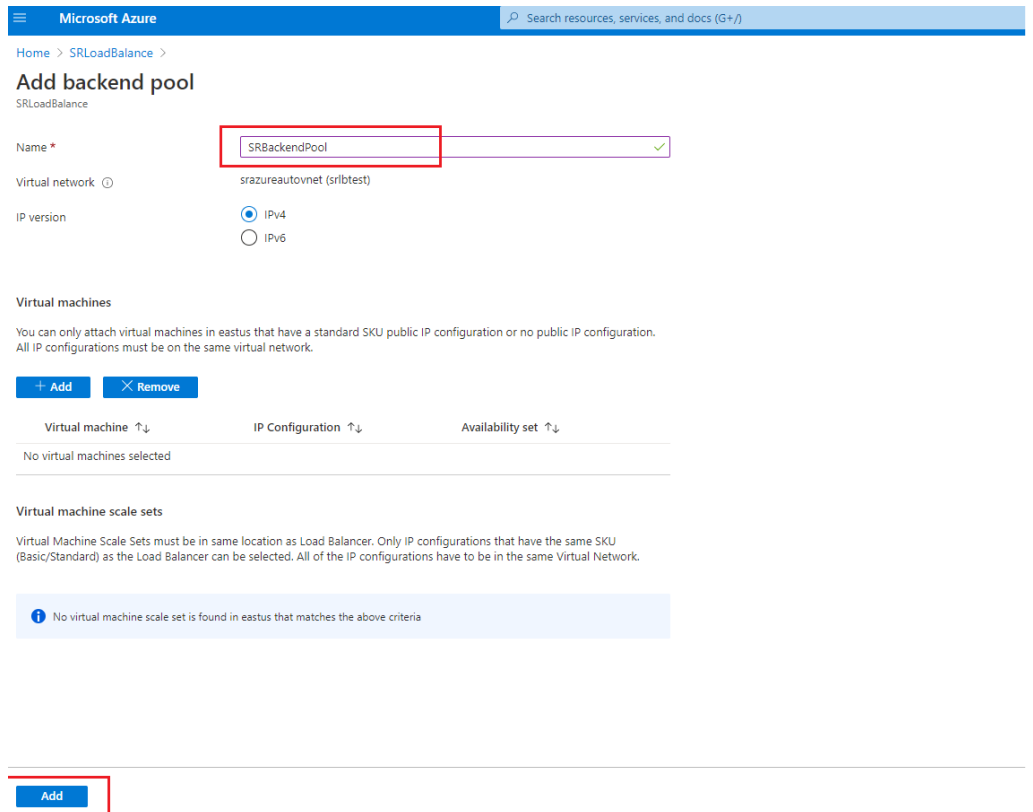 Microsoft Azure
Search resources, services, and docs (G+/)
Home > SRLoadBalance >
Add backend pool
SRLoadBalance
Name *
SRBackendPool
Virtual network
srazureautovnet (srlbtest)
IP version
IPv4
IPv6
Virtual machines
You can only attach virtual machines in eastus that have a standard SKU public IP configuration or no public IP configuration.
All IP configurations must be on the same virtual network.
+ Add
× Remove
Virtual machine ↑↓ IP Configuration ↑↓ Availability set ↑↓
No virtual machines selected
Virtual machine scale sets
Virtual Machine Scale Sets must be in same location as Load Balancer. Only IP configurations that have the same SKU
(Basic/Standard) as the Load Balancer can be selected. All of the IP configurations have to be in the same Virtual Network.
No virtual machine scale set is found in eastus that matches the above criteria
Add